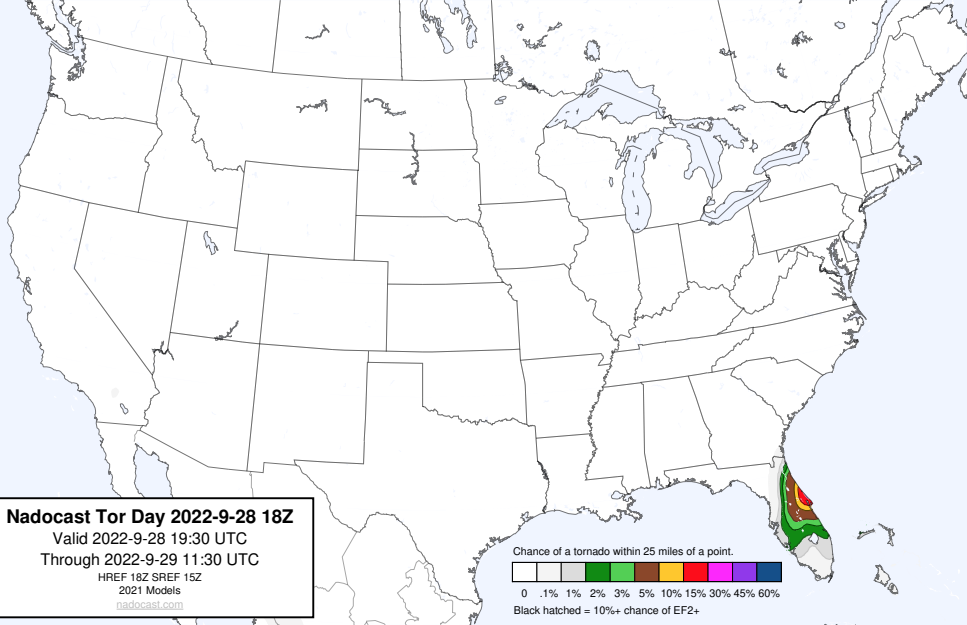 Nadocast Tor Day 2022-9-28 18Z
Valid 2022-9-28 19:30 UTC
Through 2022-9-29 11:30 UTC
HREF 18Z SREF 15Z
2021 Models
nadocast.com
Chance of a tornado within 25 miles of a point.
0 .1% 1% 2% 3% 5% 10% 15% 30% 45% 60%
Black hatched = 10%+ chance of EF2+